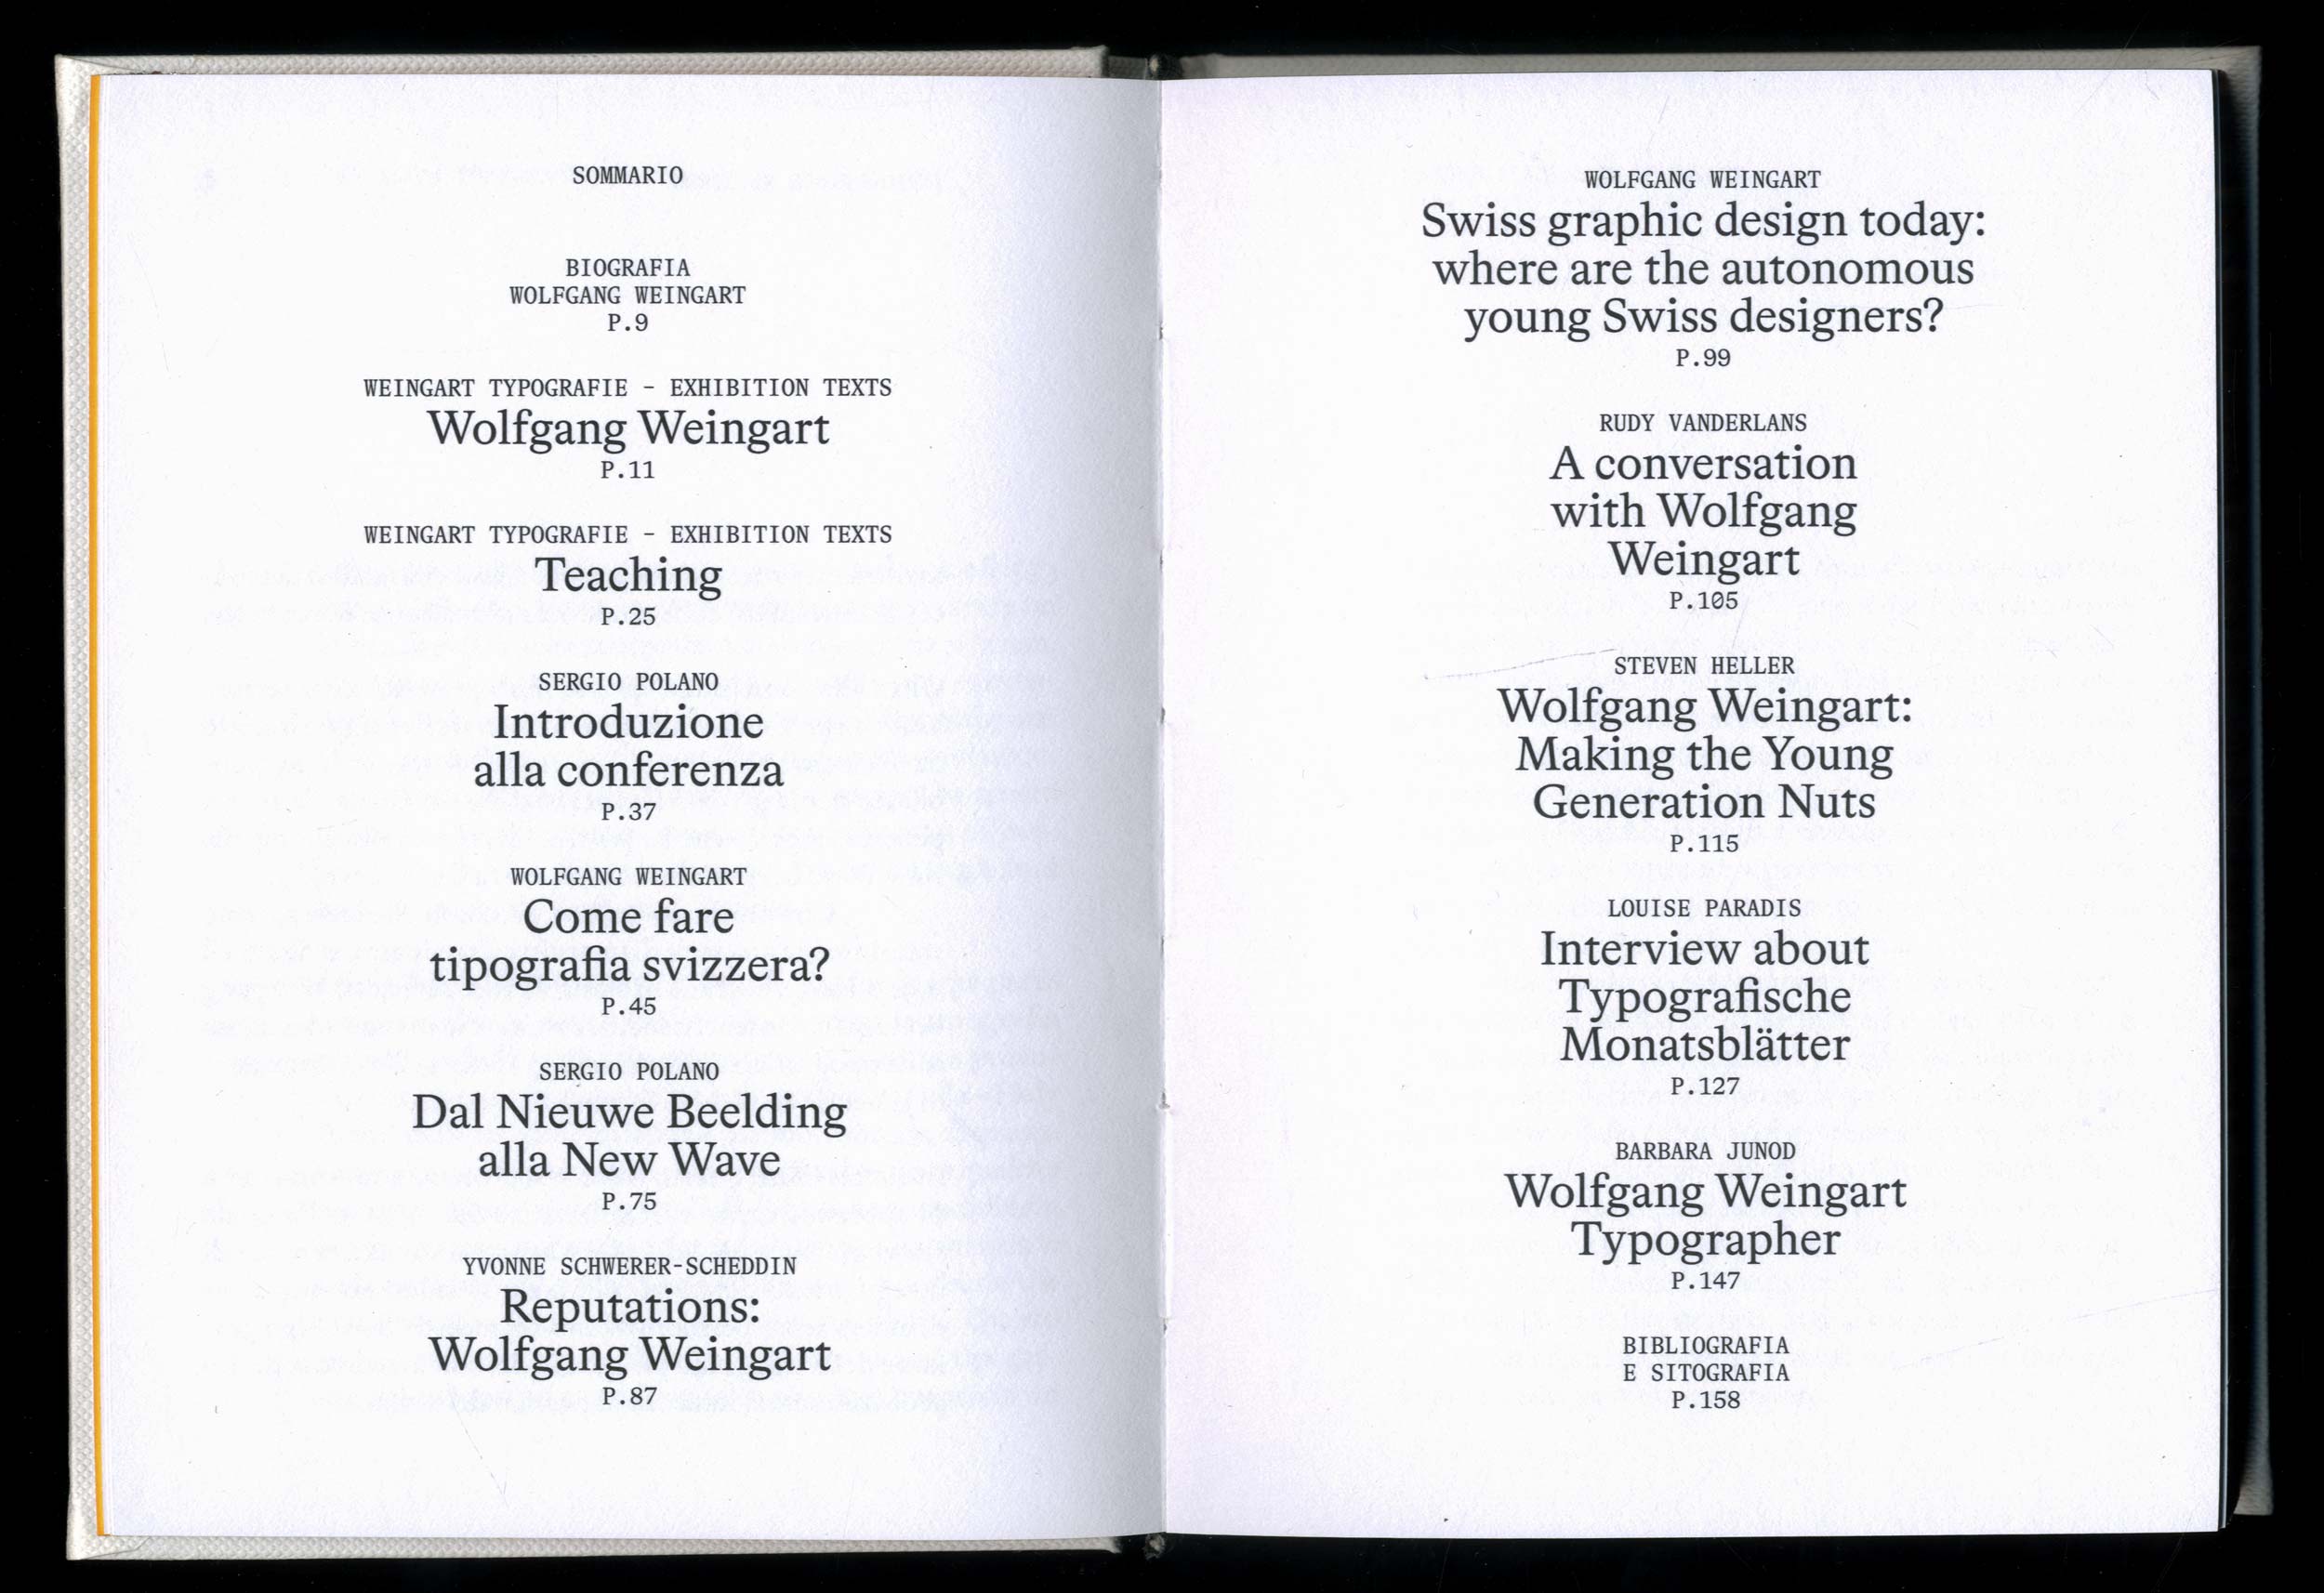 SOMMARIO
BIOGRAFIA
WOLFGANG WEINGART
P.9
WEINGART TYPOGRAFIE – EXHIBITION TEXTS
Wolfgang Weingart
P.11
WEINGART TYPOGRAFIE – EXHIBITION TEXTS
Teaching
P.25
SERGIO POLANO
Introduzione
alla conferenza
P.37
WOLFGANG WEINGART
Come fare
tipografia svizzera?
P.45
SERGIO POLANO
Dal Nieuwe Beelding
alla New Wave
P.75
YVONNE SCHWERER-SCHEDDIN
Reputations:
Wolfgang Weingart
P.87
WOLFGANG WEINGART
Swiss graphic design today:
where are the autonomous
young Swiss designers?
P.99
RUDY VANDERLANS
A conversation
with Wolfgang
Weingart
P.105
STEVEN HELLER
Wolfgang Weingart:
Making the Young
Generation Nuts
P.115
LOUISE PARADIS
Interview about
Typografische
Monatsblätter
P.127
BARBARA JUNOD
Wolfgang Weingart
Typographer
P.147
BIBLIOGRAFIA
E SITOGRAFIA
P.158